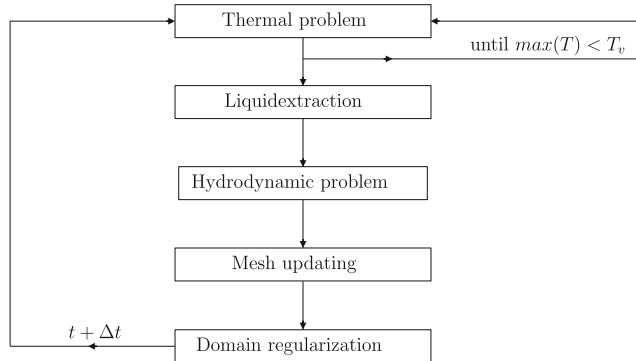 Thermal problem
until max(T) < T_v
Liquidextraction
Hydrodynamic problem
Mesh updating
t + Δt
Domain regularization